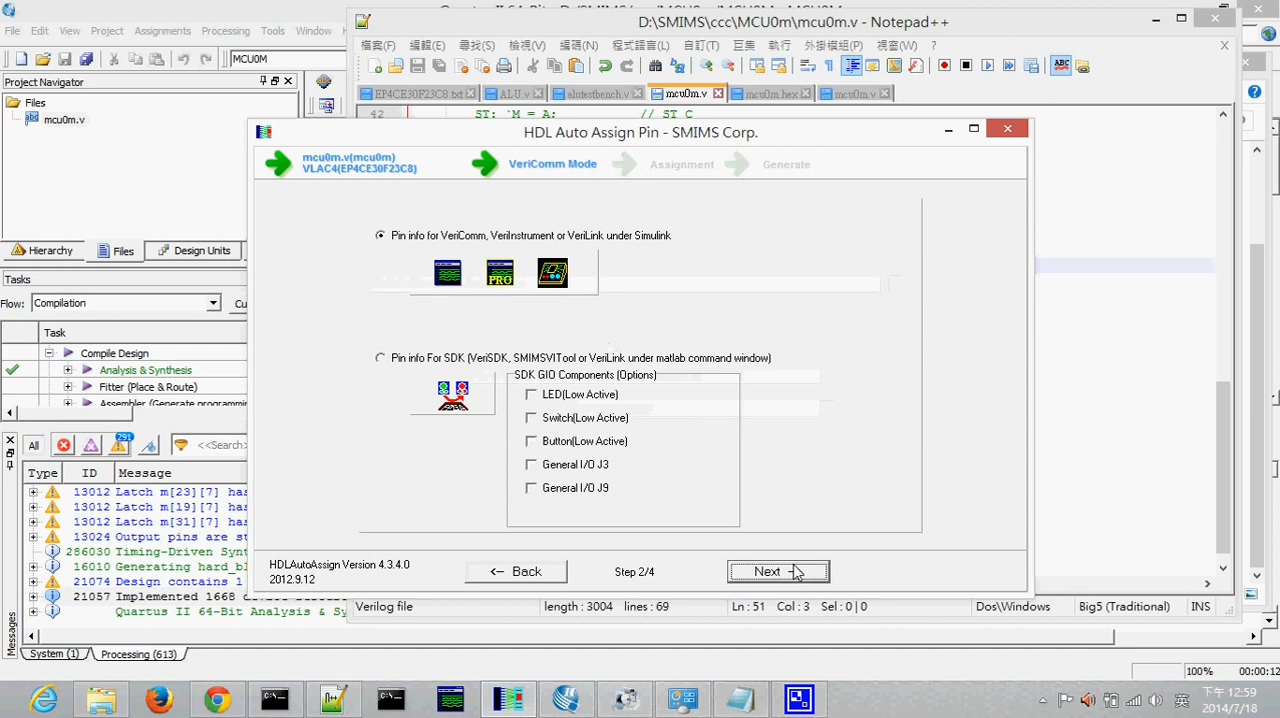 D:\SMIMS\ccc\MCU0m\mcu0m.v - Notepad++
File Edit View Project Assignments Processing Tools Window
檔案(F) 編輯(E) 尋找(S) 檢視(V) 編譯(N) 程式語言(L) 自訂(T) 巨集 執行 外掛模組(P) 視窗(W) ? X
MCU0M
ABC
Project Navigator
EP4CE30F23C8.txt ALU.v alutestbench.v mcu0m.v mcu0m.hex mcu0m.v
Files
42 ST: `M = A; // ST C
mcu0m.v
HDL Auto Assign Pin - SMIMS Corp.
mcu0m.v(mcu0m)
VLAC4(EP4CE30F23C8)
VeriComm Mode
Assignment
Generate
Pin info for VeriComm, VeriInstrument or VeriLink under Simulink
PRO
Hierarchy Files Design Units
Tasks
Flow: Compilation
Task
Compile Design
Analysis & Synthesis
Fitter (Place & Route)
Assembler (Generate programmi
Pin info For SDK (VeriSDK, SMIMSVITool or VeriLink under matlab command window)
SDK GIO Components (Options)
LED(Low Active)
Switch(Low Active)
Button(Low Active)
General I/O J3
General I/O J9
All 291 <<Search>
Type ID Message
13012 Latch m[23][7] has
13012 Latch m[19][7] has
13012 Latch m[31][7] has
13024 Output pins are st
286030 Timing-Driven Syn
16010 Generating hard_bl
21074 Design contains 1
21057 Implemented 1668 device
Quartus II 64-Bit Analysis & Sy
HDLAutoAssign Version 4.3.4.0
2012.9.12
<- Back
Step 2/4
Next ->
Verilog file length : 3004 lines : 69 Ln : 51 Col : 3 Sel : 0 | 0 Dos\Windows Big5 (Traditional) INS
Messages
System (1) Processing (613)
100% 00:00:12
英
下午 12:59
2014/7/18